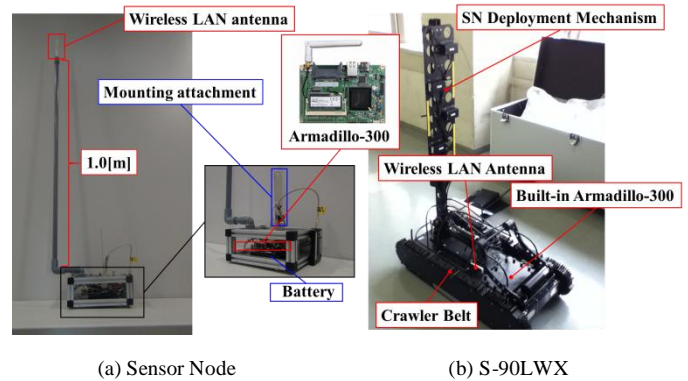 Wireless LAN antenna
SN Deployment Mechanism
Mounting attachment
Armadillo-300
1.0[m]
Wireless LAN Antenna
Built-in Armadillo-300
Battery
Crawler Belt
(a) Sensor Node
(b) S-90LWX